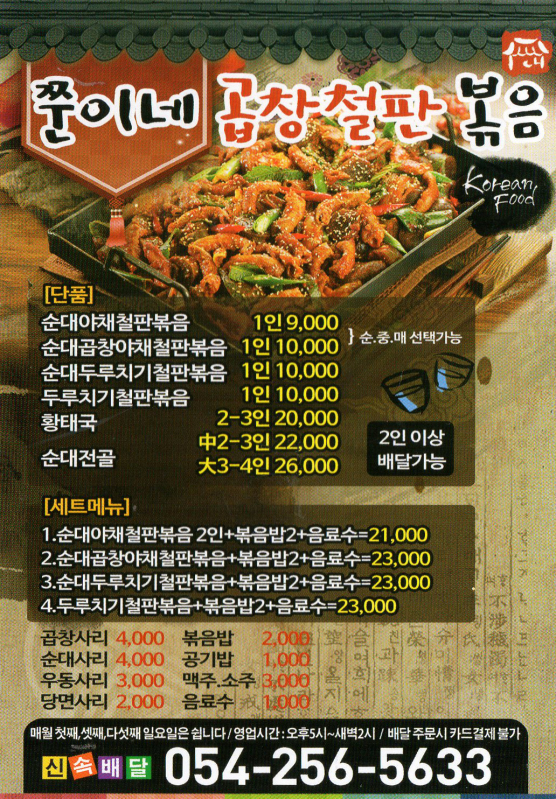 쭌이네 곱창철판 볶음
Korean Food
[단품]
순대야채철판볶음 1인 9,000
순대곱창야채철판볶음 1인 10,000
} 순.중.매 선택가능
순대두루치기철판볶음 1인 10,000
두루치기철판볶음 1인 10,000
황태국 2-3인 20,000
순대전골 中2-3인 22,000
大3-4인 26,000
2인 이상
배달가능
[세트메뉴]
1.순대야채철판볶음 2인+볶음밥2+음료수=21,000
2.순대곱창야채철판볶음+볶음밥2+음료수=23,000
3.순대두루치기철판볶음+볶음밥2+음료수=23,000
4.두루치기철판볶음+볶음밥2+음료수=23,000
곱창사리 4,000 볶음밥 2,000
순대사리 4,000 공기밥 1,000
우동사리 3,000 맥주.소주 3,000
당면사리 2,000 음료수 1,000
매월 첫째,셋째,다섯째 일요일은 쉽니다 / 영업시간 : 오후5시~새벽2시 / 배달 주문시 카드결제 불가
신속배달 054-256-5633